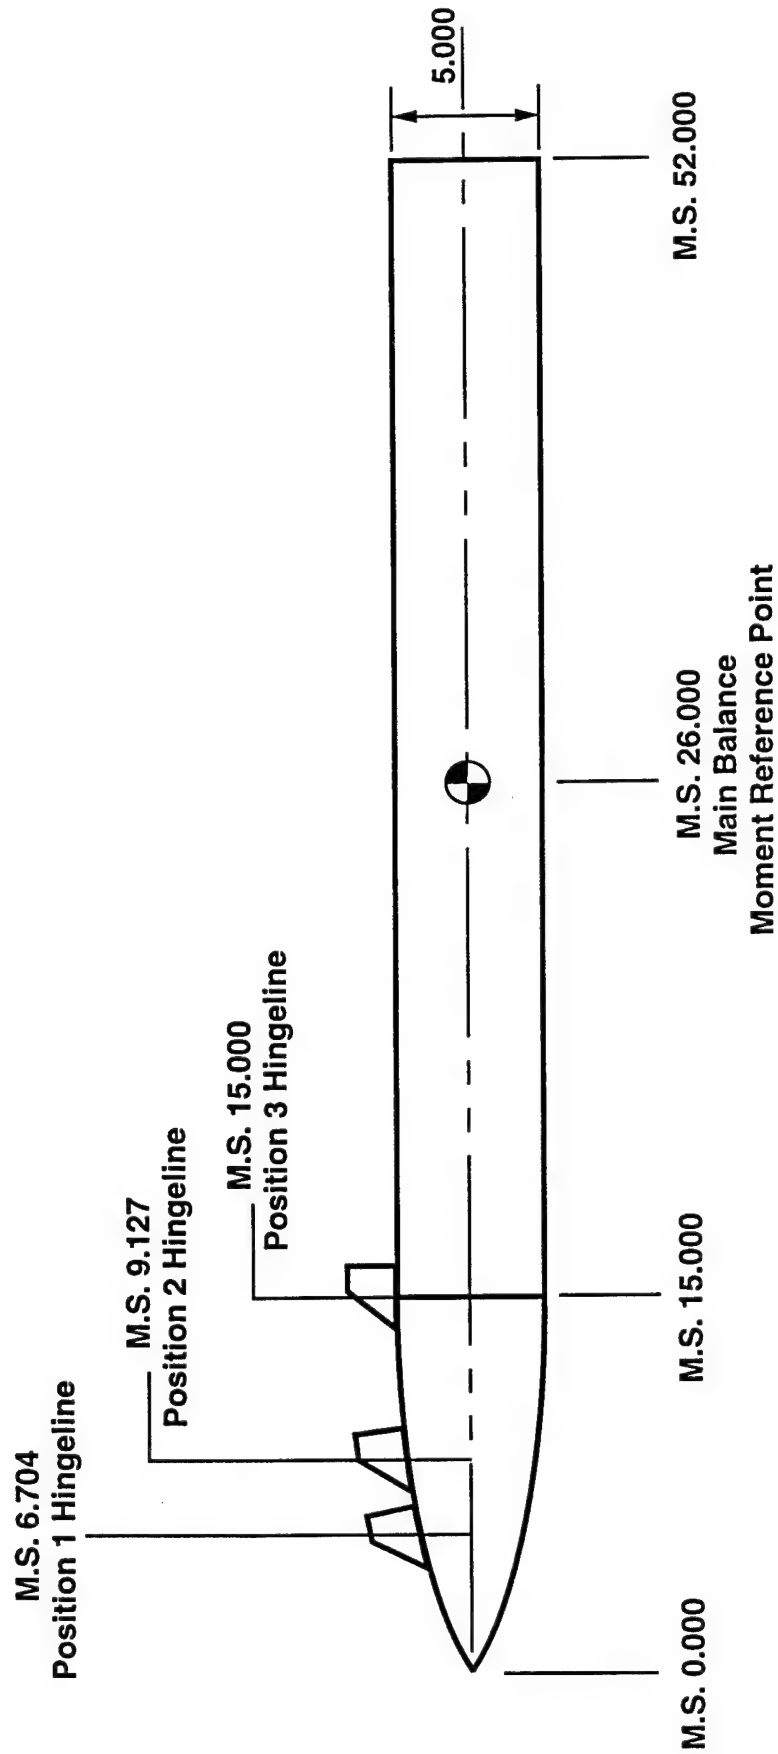 M.S. 6.704
Position 1 Hingeline
M.S. 9.127
Position 2 Hingeline
M.S. 15.000
Position 3 Hingeline
5.000
M.S. 0.000
M.S. 15.000
M.S. 26.000
Main Balance
Moment Reference Point
M.S. 52.000